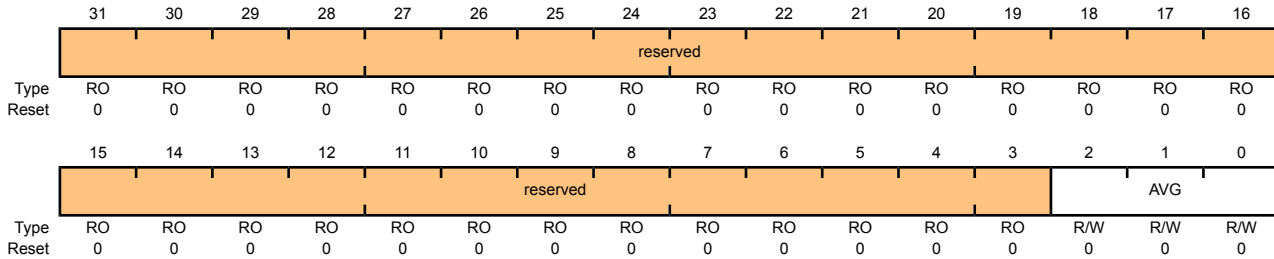 31 30 29 28 27 26 25 24 23 22 21 20 19 18 17 16
reserved
Type RO RO RO RO RO RO RO RO RO RO RO RO RO RO RO RO
Reset 0 0 0 0 0 0 0 0 0 0 0 0 0 0 0 0
15 14 13 12 11 10 9 8 7 6 5 4 3 2 1 0
reserved AVG
Type RO RO RO RO RO RO RO RO RO RO RO RO RO R/W R/W R/W
Reset 0 0 0 0 0 0 0 0 0 0 0 0 0 0 0 0